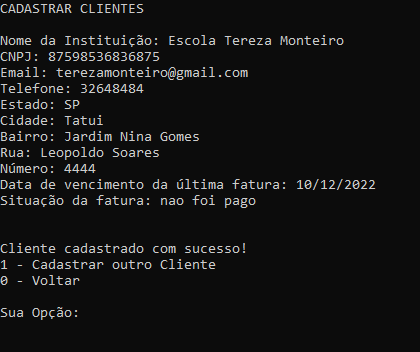 CADASTRAR CLIENTES
Nome da Instituição: Escola Tereza Monteiro
CNPJ: 87598536836875
Email: terezamonteiro@gmail.com
Telefone: 32648484
Estado: SP
Cidade: Tatui
Bairro: Jardim Nina Gomes
Rua: Leopoldo Soares
Número: 4444
Data de vencimento da última fatura: 10/12/2022
Situação da fatura: nao foi pago
Cliente cadastrado com sucesso!
1 - Cadastrar outro Cliente
0 - Voltar
Sua Opção: